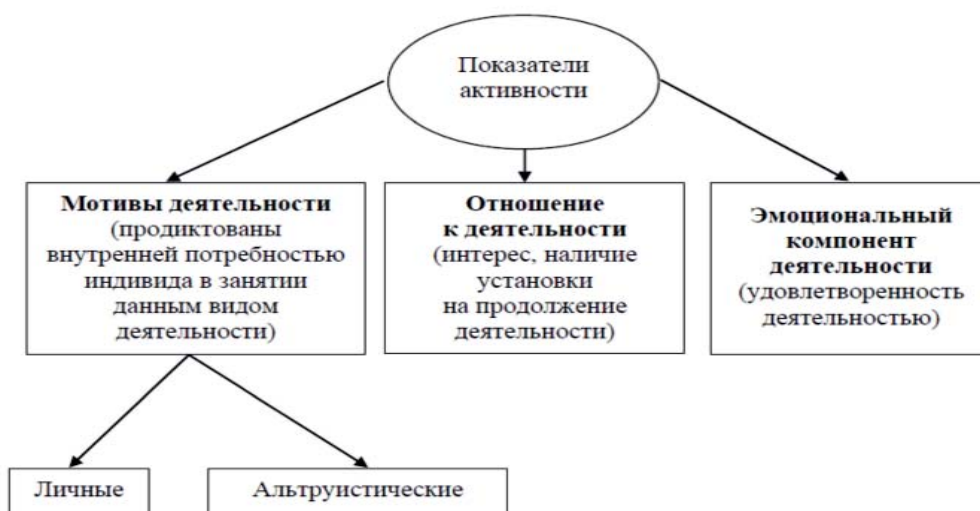 Показатели
активности
Мотивы деятельности
(продиктованы
внутренней потребностью
индивида в занятии
данным видом
деятельности)
Отношение
к деятельности
(интерес, наличие
установки
на продолжение
деятельности)
Эмоциональный
компонент
деятельности
(удовлетворенность
деятельностью)
Личные
Альтруистические